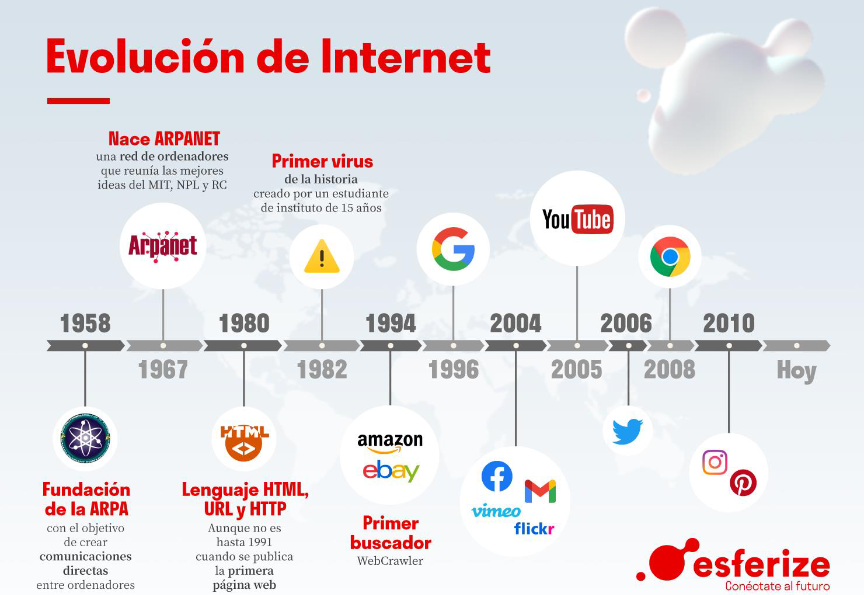 Evolución de Internet
Nace ARPANET
una red de ordenadores
que reunía las mejores
ideas del MIT, NPL y RC
Primer virus
de la historia
creado por un estudiante
de instituto de 15 años
Arpanet
YouTube
1958
1980
1994
2004
2006
2010
1967
1982
1996
2005
2008
Hoy
HTML
amazon
ebay
vimeo
flickr
Fundación
de la ARPA
con el objetivo
de crear
comunicaciones
directas
entre ordenadores
Lenguaje HTML,
URL y HTTP
Aunque no es
hasta 1991
cuando se publica
la primera
página web
Primer
buscador
WebCrawler
esferize
Conéctate al futuro